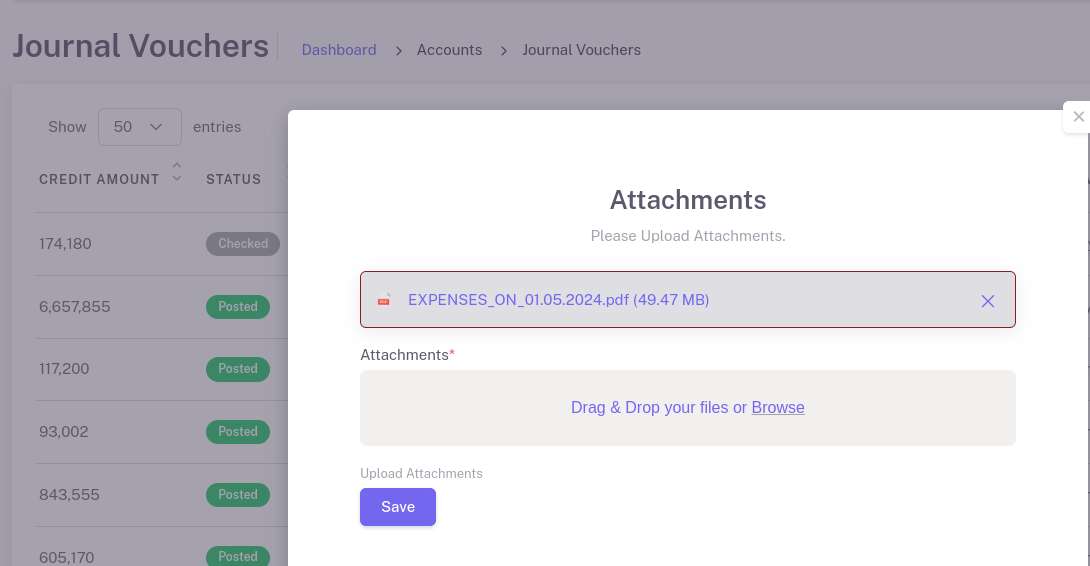 Journal Vouchers
Dashboard > Accounts > Journal Vouchers
Show 50 entries
CREDIT AMOUNT STATUS
174,180 Checked
6,657,855 Posted
117,200 Posted
93,002 Posted
843,555 Posted
605,170 Posted
Attachments
Please Upload Attachments.
EXPENSES_ON_01.05.2024.pdf (49.47 MB)
Attachments*
Drag & Drop your files or Browse
Upload Attachments
Save